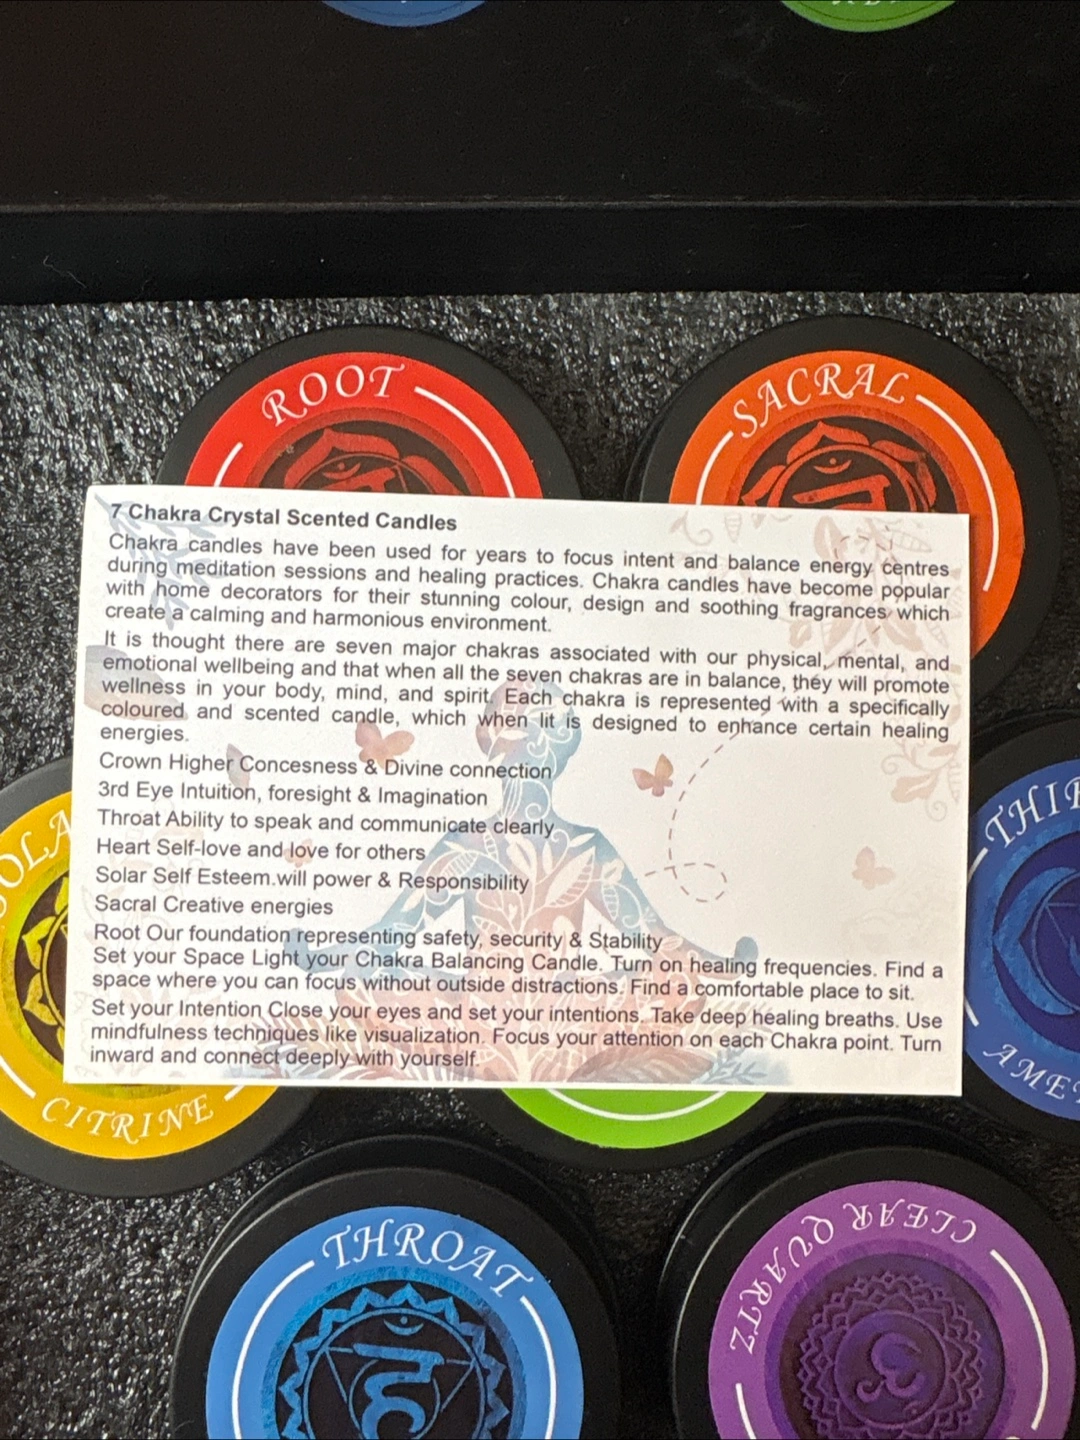 ROOT
SACRAL
7 Chakra Crystal Scented Candles
Chakra candles have been used for years to focus intent and balance energy centres
during meditation sessions and healing practices. Chakra candles have become popular
with home decorators for their stunning colour, design and soothing fragrances which
create a calming and harmonious environment.
It is thought there are seven major chakras associated with our physical, mental, and
emotional wellbeing and that when all the seven chakras are in balance, they will promote
wellness in your body, mind, and spirit. Each chakra is represented with a specifically
coloured and scented candle, which when lit is designed to enhance certain healing
energies.
Crown Higher Concesness & Divine connection
3rd Eye Intuition, foresight & Imagination
Throat Ability to speak and communicate clearly
Heart Self-love and love for others
Solar Self Esteem.will power & Responsibility
Sacral Creative energies
Root Our foundation representing safety, security & Stability
Set your Space Light your Chakra Balancing Candle. Turn on healing frequencies. Find a
space where you can focus without outside distractions. Find a comfortable place to sit.
Set your Intention Close your eyes and set your intentions. Take deep healing breaths. Use
mindfulness techniques like visualization. Focus your attention on each Chakra point. Turn
inward and connect deeply with yourself.
CITRINE
THROAT
CLEAR QUARTZ